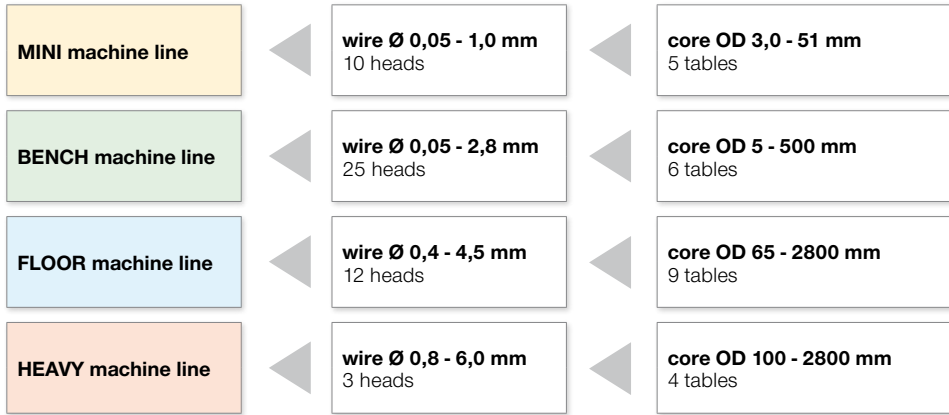 MINI machine line
wire Ø 0,05 - 1,0 mm
10 heads
core OD 3,0 - 51 mm
5 tables
BENCH machine line
wire Ø 0,05 - 2,8 mm
25 heads
core OD 5 - 500 mm
6 tables
FLOOR machine line
wire Ø 0,4 - 4,5 mm
12 heads
core OD 65 - 2800 mm
9 tables
HEAVY machine line
wire Ø 0,8 - 6,0 mm
3 heads
core OD 100 - 2800 mm
4 tables